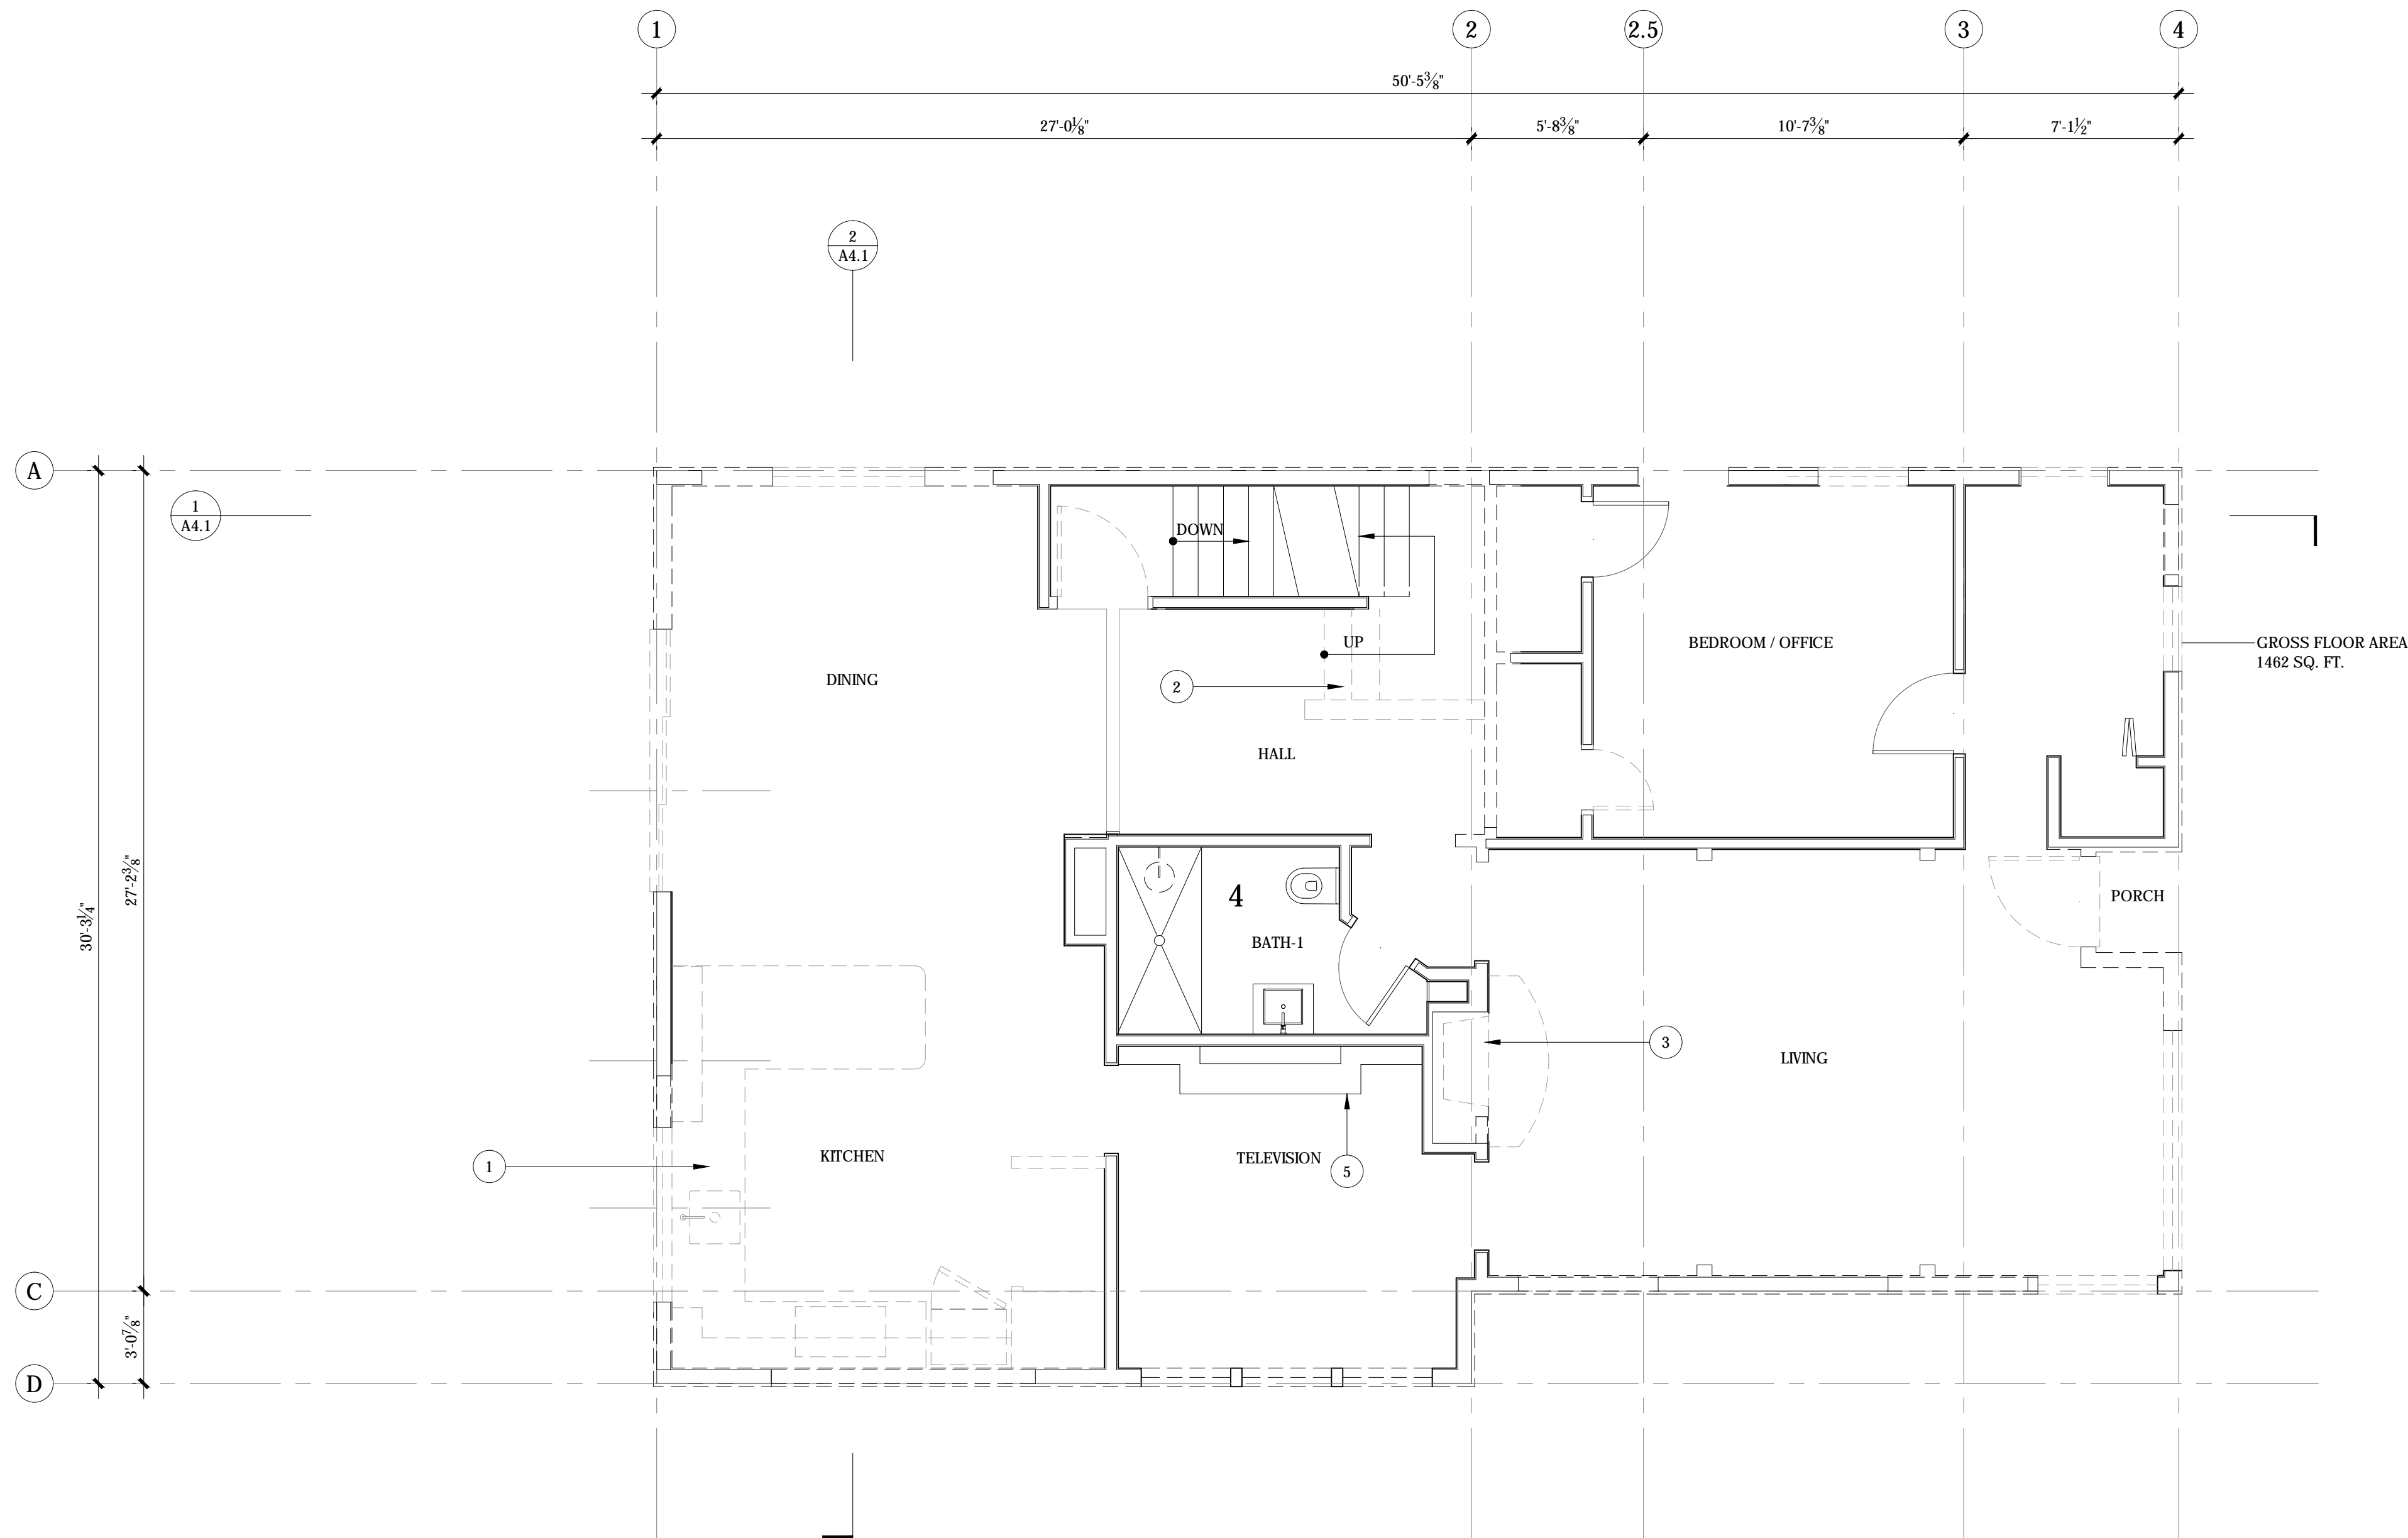 1
2
2.5
3
4
50'-5⅜"
27'-0⅛"
5'-8⅜"
10'-7⅜"
7'-1½"
2
A4.1
A
1
A4.1
DOWN
UP
BEDROOM / OFFICE
GROSS FLOOR AREA
1462 SQ. FT.
DINING
2
HALL
27'-2⅜"
30'-3¼"
4
PORCH
BATH-1
3
LIVING
KITCHEN
TELEVISION
1
5
C
3'-0⅞"
D